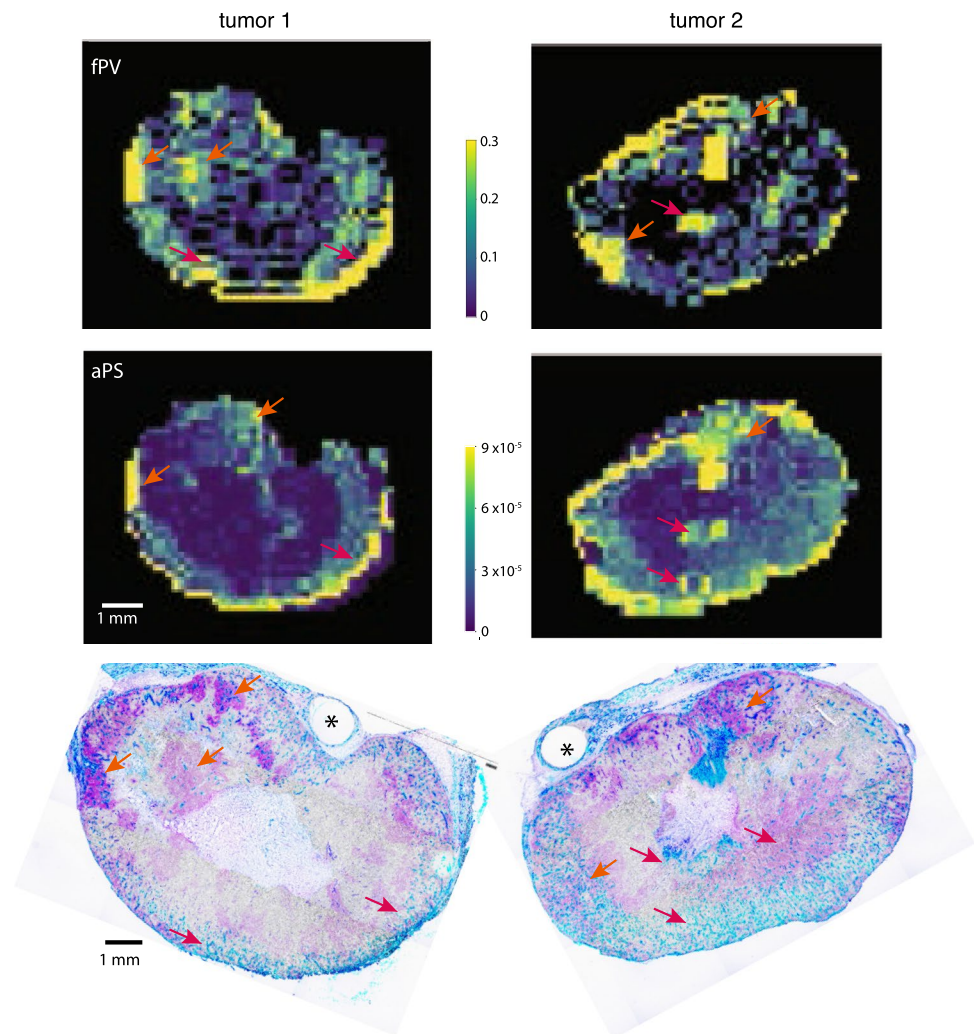 tumor 1 tumor 2
fPV
0.3
0.2
0.1
0
aPS
9 x10⁻⁵
6 x10⁻⁵
3 x10⁻⁵
0
1 mm
* *
1 mm